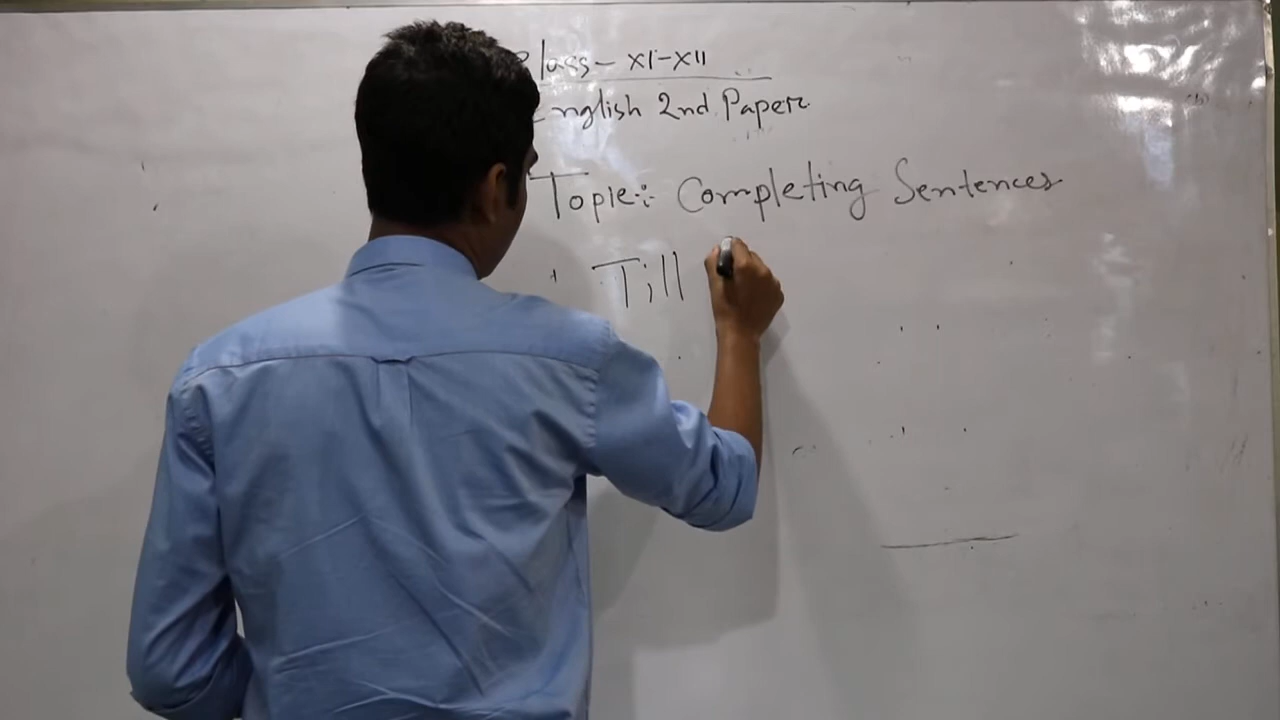 Class- XI-XII
English 2nd Paper
Topic: Completing Sentences
Till